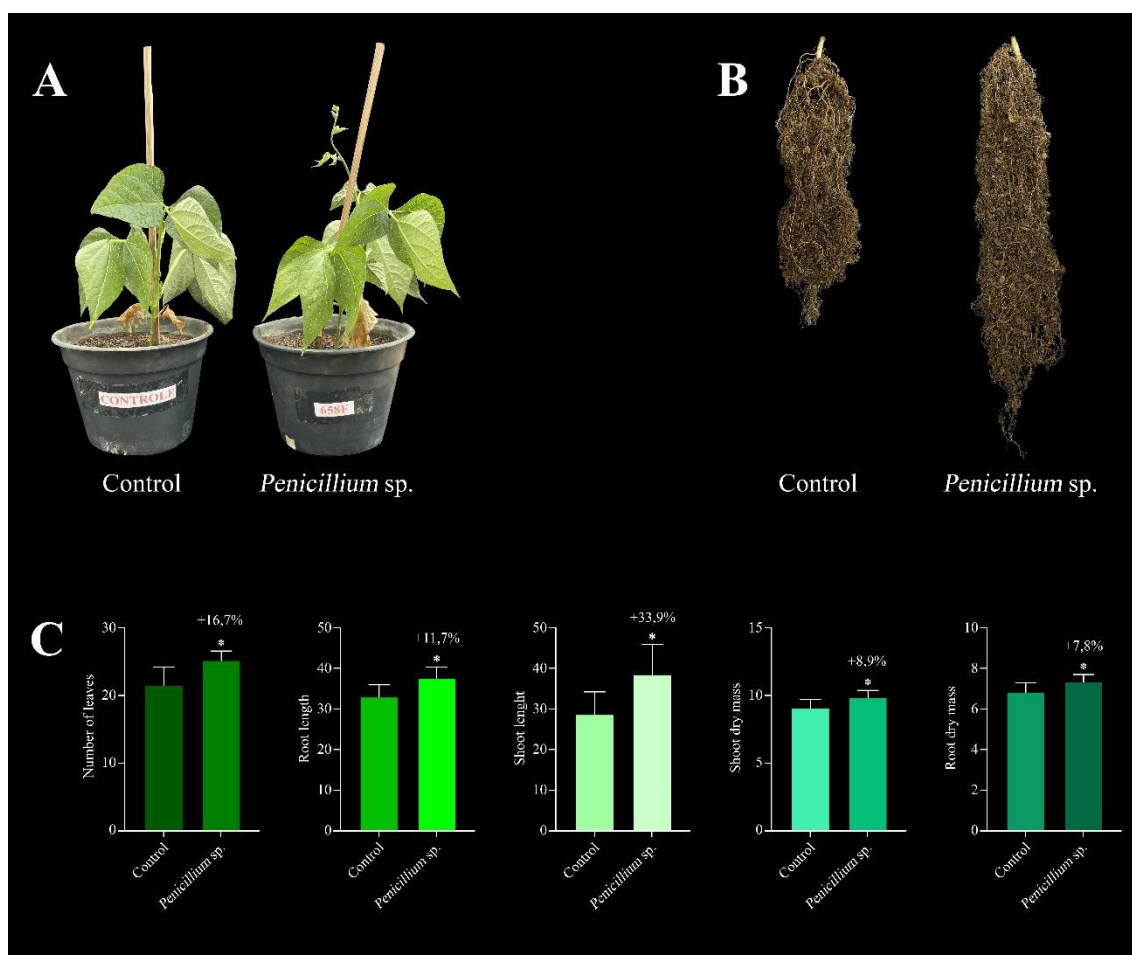 A
CONTROLE
658F
Control
Penicillium sp.
B
Control
Penicillium sp.
C
Number of leaves
30
20
10
0
+16,7%
*
Control
Penicillium sp.
Root length
50
40
30
20
10
0
+11,7%
*
Control
Penicillium sp.
Shoot lenght
50
40
30
20
10
0
+33,9%
*
Control
Penicillium sp.
Shoot dry mass
15
10
5
0
+8,9%
*
Control
Penicillium sp.
Root dry mass
10
8
6
4
2
0
+7,8%
*
Control
Penicillium sp.